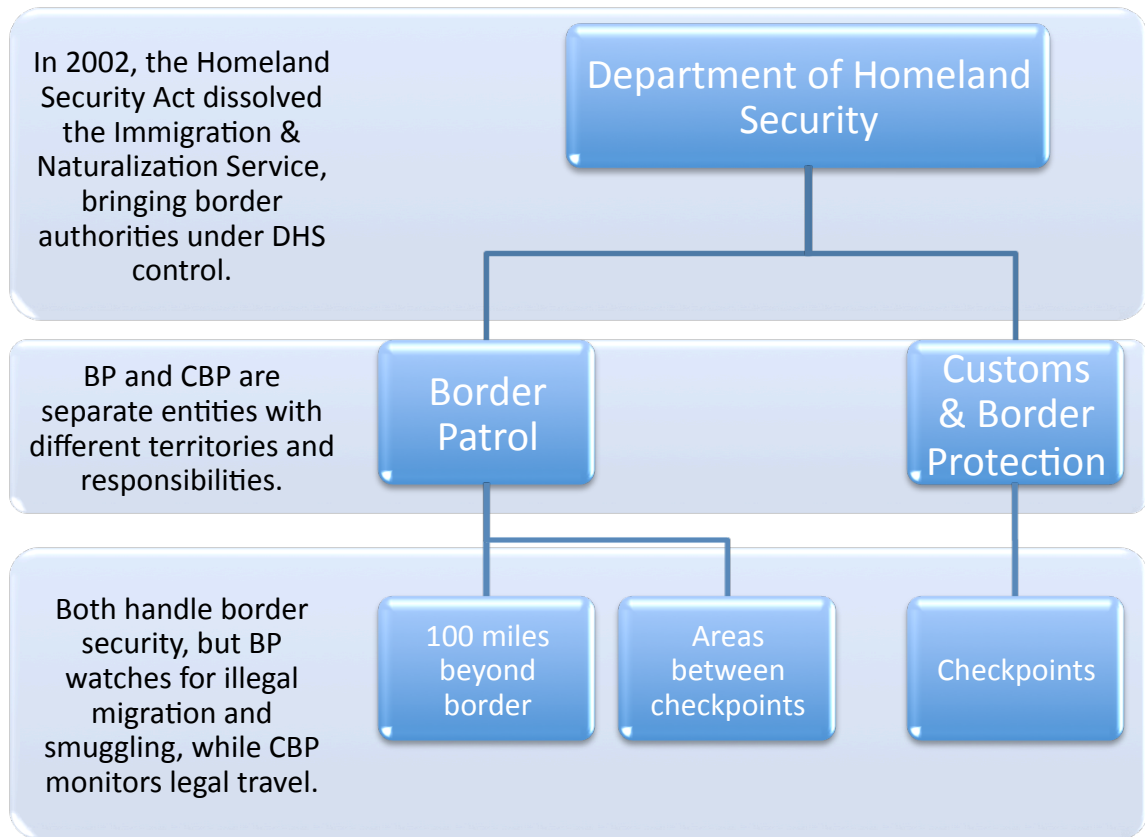 In 2002, the Homeland
Security Act dissolved
the Immigration &
Naturalization Service,
bringing border
authorities under DHS
control.
Department of Homeland
Security
BP and CBP are
separate entities with
different territories and
responsibilities.
Border
Patrol
Customs
& Border
Protection
Both handle border
security, but BP
watches for illegal
migration and
smuggling, while CBP
monitors legal travel.
100 miles
beyond
border
Areas
between
checkpoints
Checkpoints